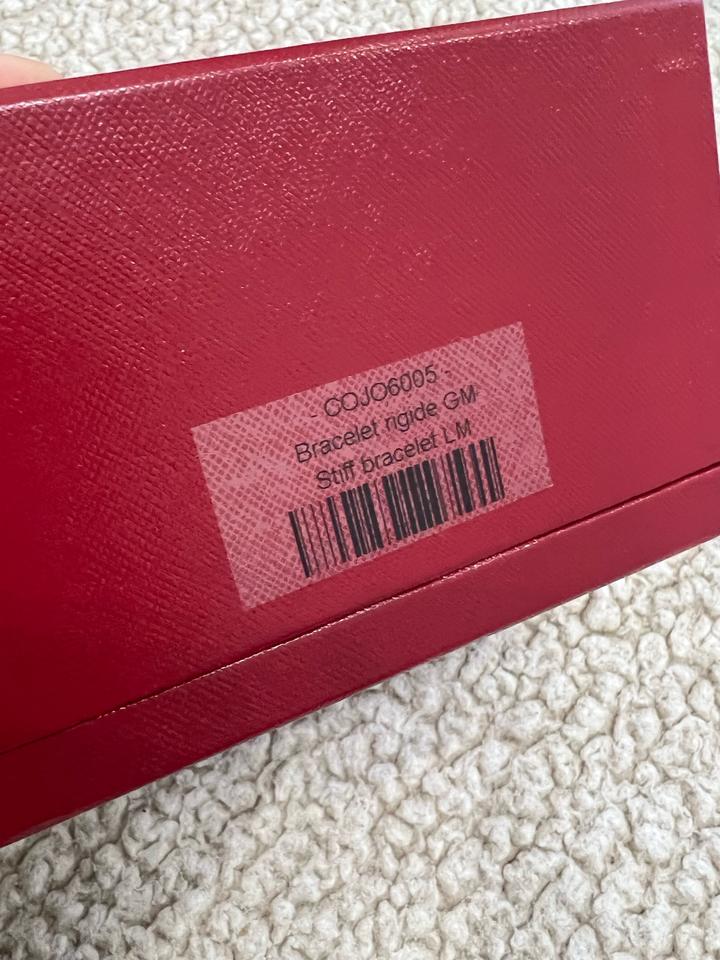 - COJO6005 -
Bracelet rigide GM
Stiff bracelet LM